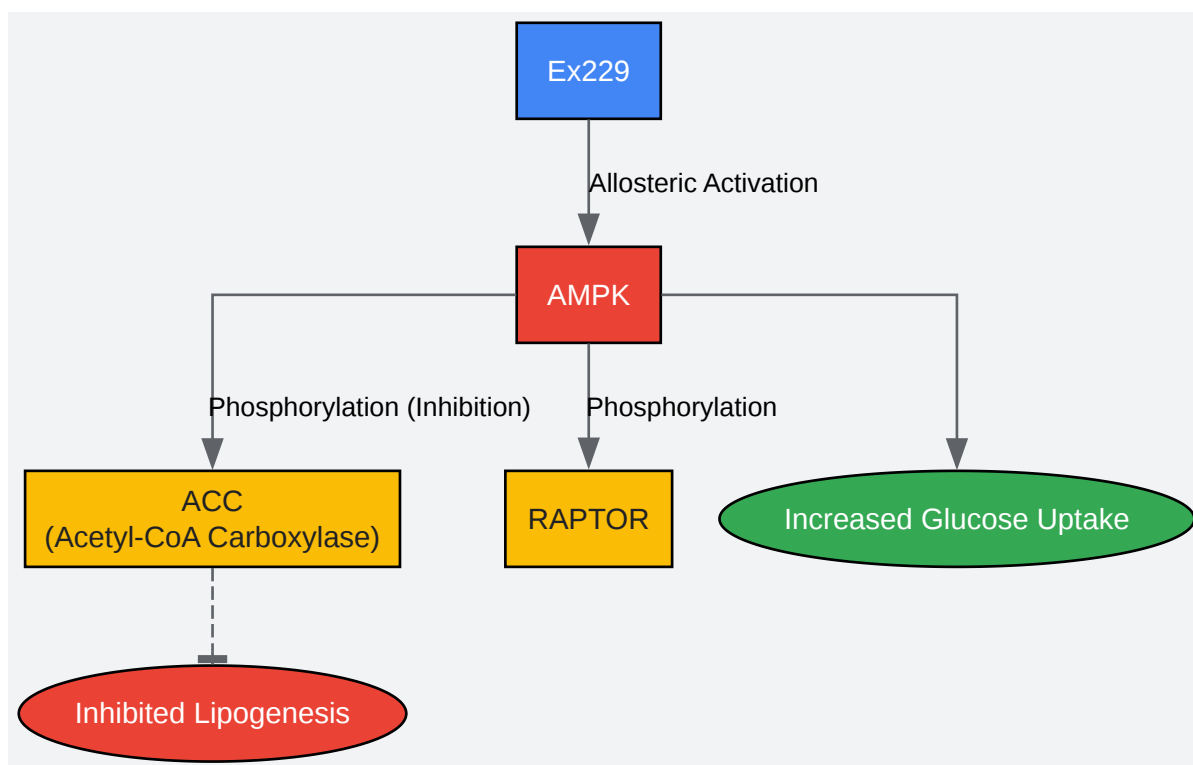 Ex229
Allosteric Activation
AMPK
Phosphorylation (Inhibition)
Phosphorylation
ACC
(Acetyl-CoA Carboxylase)
RAPTOR
Increased Glucose Uptake
Inhibited Lipogenesis